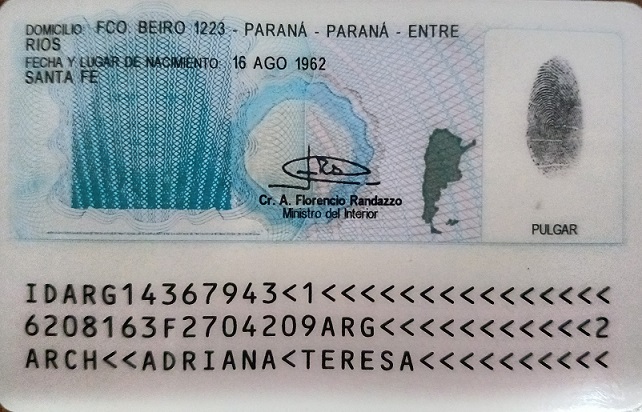 DOMICILIO: FCO. BEIRO 1223 - PARANÁ - PARANÁ - ENTRE
RIOS
FECHA Y LUGAR DE NACIMIENTO: 16 AGO 1962
SANTA FE
Cr. A. Florencio Randazzo
Ministro del Interior
PULGAR
IDARG14367943<1<<<<<<<<<<<<<<<
6208163F2704209ARG<<<<<<<<<<<2
ARCH<<ADRIANA<TERESA<<<<<<<<<<